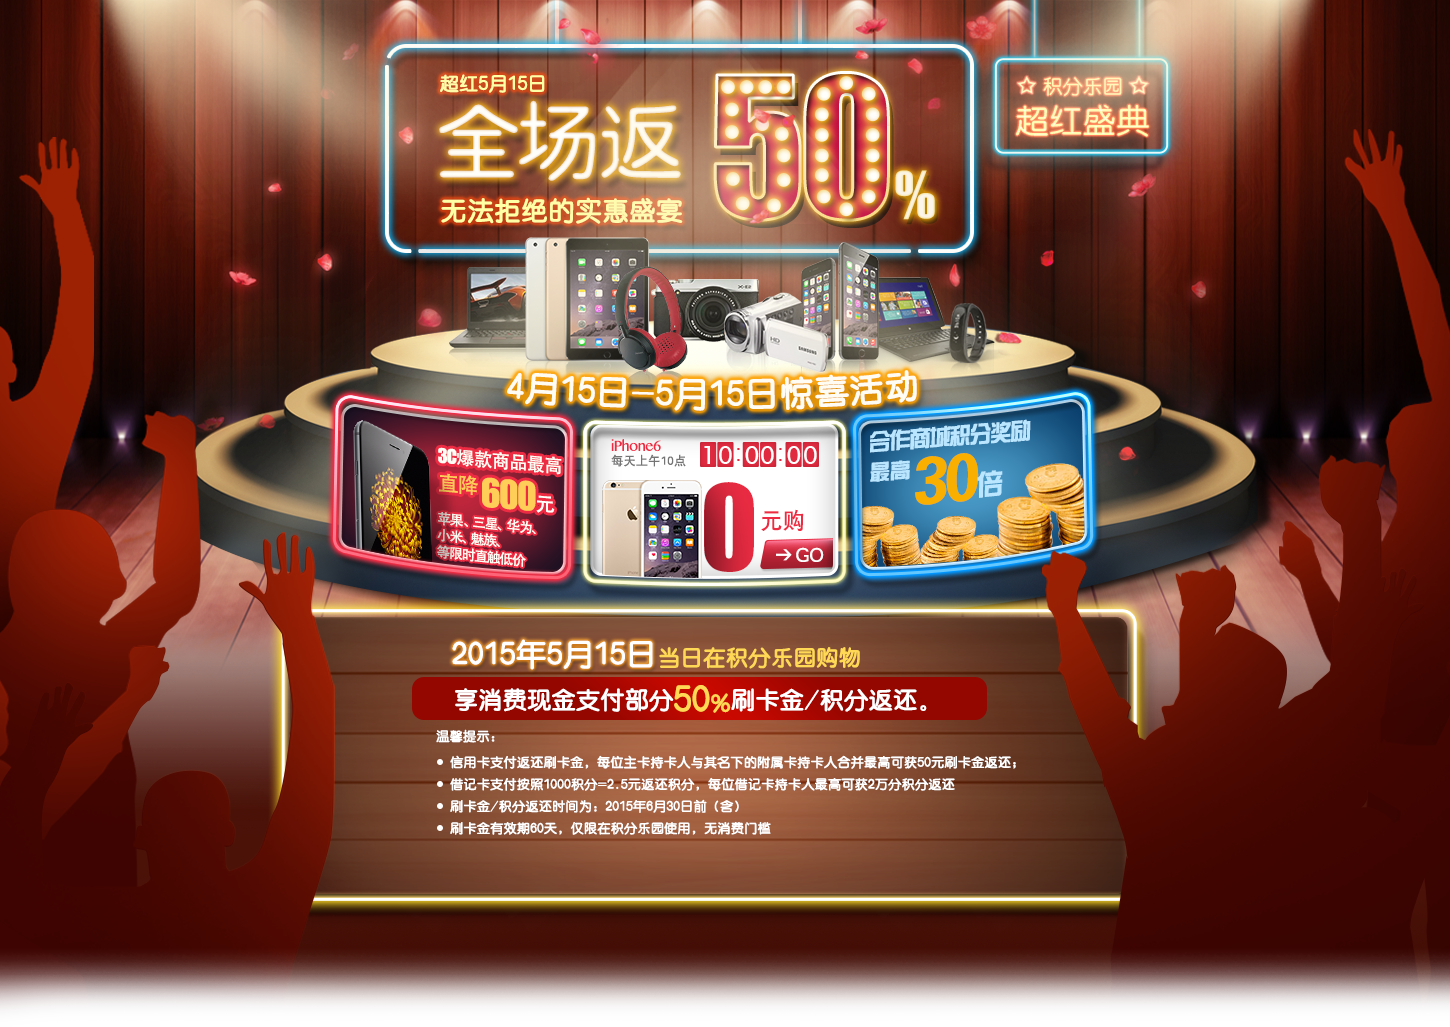 超红5月15日
全场返
50%
无法拒绝的实惠盛宴
积分乐园
超红盛典
4月15日-5月15日惊喜活动
3C爆款商品最高
直降600元
苹果、三星、华为、
小米、魅族、
等限时直触低价
iPhone6
每天上午10点
10:00:00
0元购
GO
合作商城积分奖励
最高30倍
2015年5月15日当日在积分乐园购物
享消费现金支付部分50%刷卡金/积分返还。
温馨提示：
信用卡支付返还刷卡金，每位主卡持卡人与其名下的附属卡持卡人合并最高可获50元刷卡金返还；
借记卡支付按照1000积分=2.5元返还积分，每位借记卡持卡人最高可获2万分积分返还
刷卡金/积分返还时间为：2015年6月30日前（含）
刷卡金有效期60天，仅限在积分乐园使用，无消费门槛